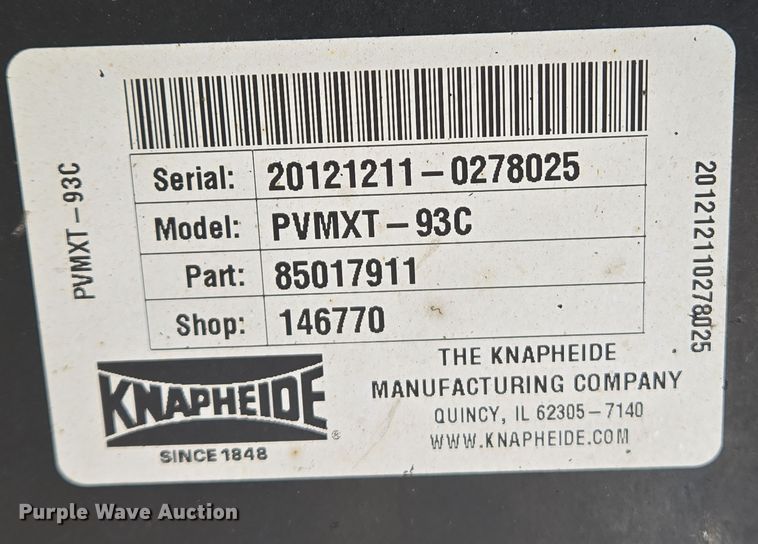 PVMXT-93C
Serial: 20121211-0278025
Model: PVMXT-93C
Part: 85017911
Shop: 146770
201212110278025
KNAPHEIDE®
SINCE 1848
THE KNAPHEIDE
MANUFACTURING COMPANY
QUINCY, IL 62305-7140
WWW.KNAPHEIDE.COM
Purple Wave Auction